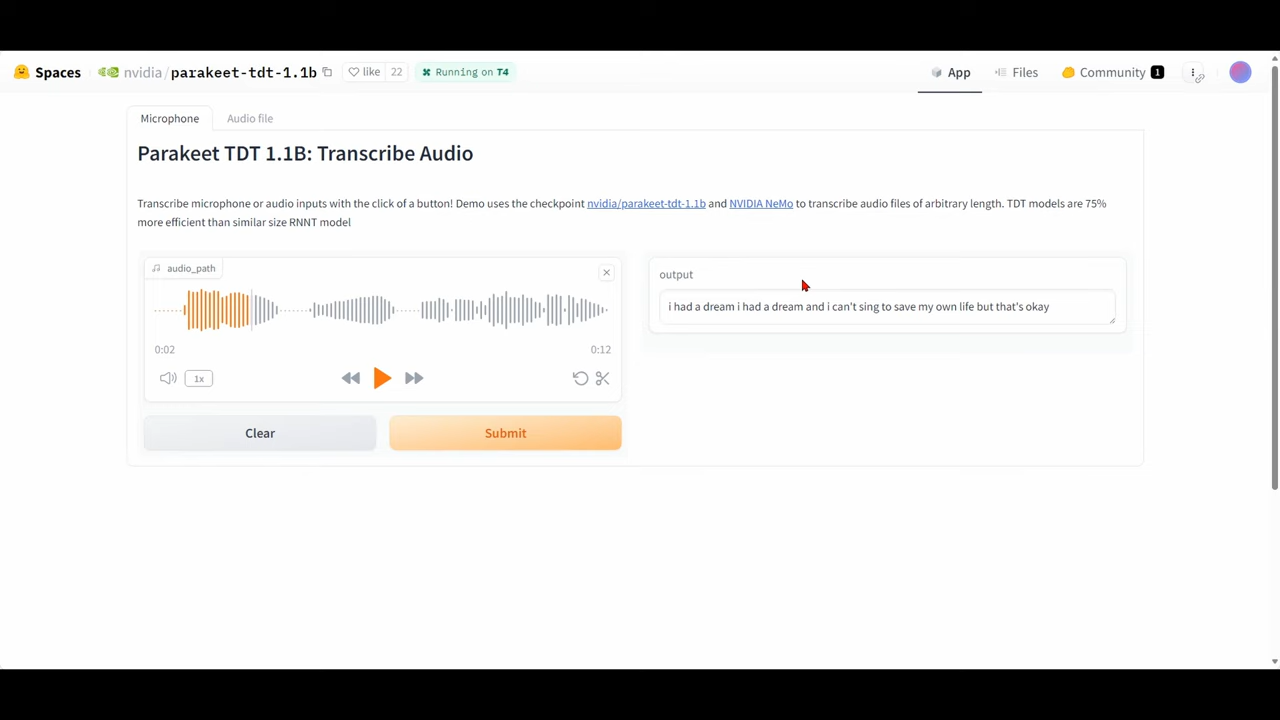 Spaces nvidia/parakeet-tdt-1.1b like 22 Running on T4 App Files Community 1
Microphone Audio file
Parakeet TDT 1.1B: Transcribe Audio
Transcribe microphone or audio inputs with the click of a button! Demo uses the checkpoint nvidia/parakeet-tdt-1.1b and NVIDIA NeMo to transcribe audio files of arbitrary length. TDT models are 75%
more efficient than similar size RNNT model
audio_path
output
i had a dream i had a dream and i can't sing to save my own life but that's okay
0:02 0:12
1x
Clear Submit